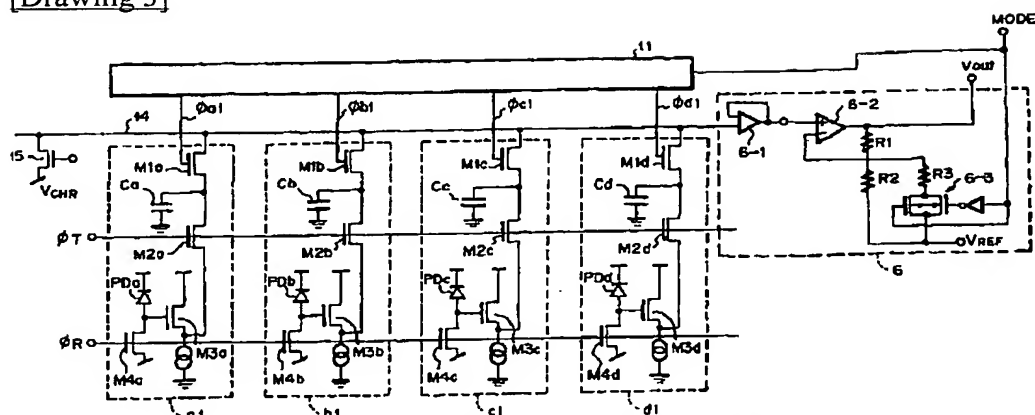 [Drawing 3]
MODE
11
Vout
14
φa1
φb1
φc1
φd1
6-2
15
6-1
R1
R2
R3
6-3
M1a
M1b
M1c
M1d
VCHR
Ca
Cb
Cc
Cd
φT
M2a
M2b
M2c
M2d
VREF
6
PDa
PDb
PDc
PDd
φR
M3a
M3b
M3c
M3d
M4a
M4b
M4c
M4d
a1
b1
c1
d1